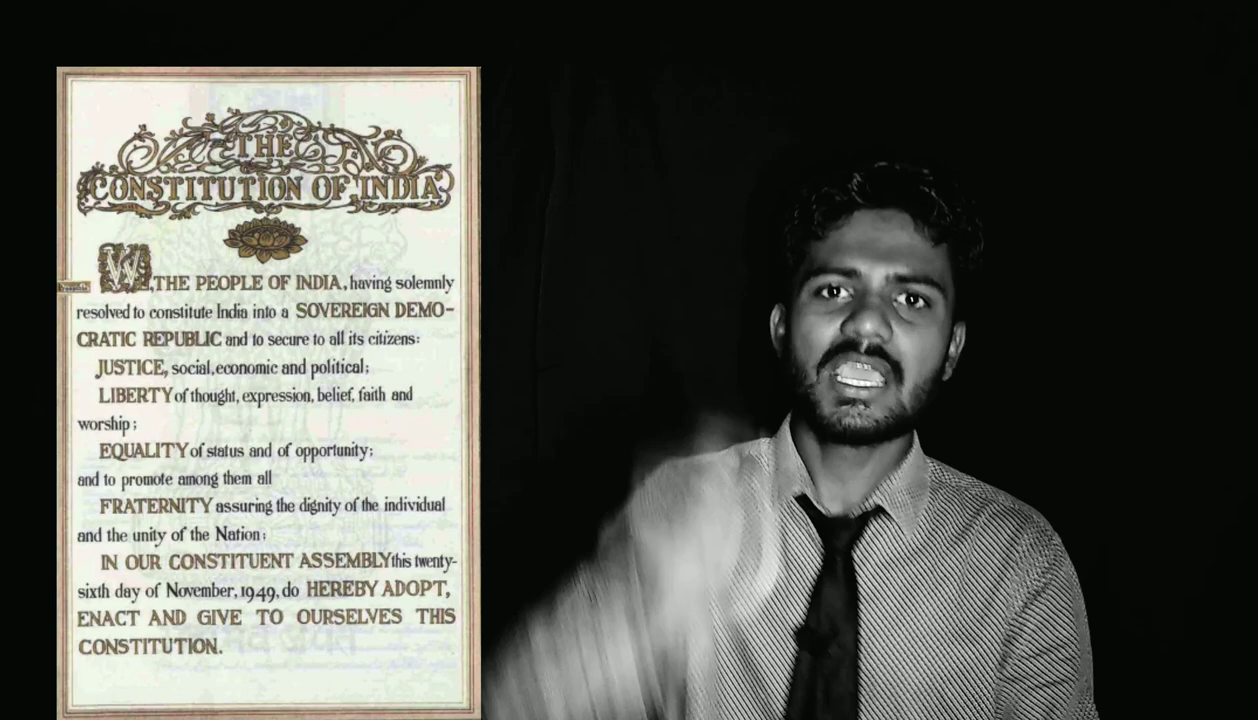 THE
CONSTITUTION OF INDIA
WE, THE PEOPLE OF INDIA, having solemnly
resolved to constitute India into a SOVEREIGN DEMO-
CRATIC REPUBLIC and to secure to all its citizens:
JUSTICE, social, economic and political;
LIBERTY of thought, expression, belief, faith and
worship;
EQUALITY of status and of opportunity;
and to promote among them all
FRATERNITY assuring the dignity of the individual
and the unity of the Nation;
IN OUR CONSTITUENT ASSEMBLY this twenty-
sixth day of November, 1949, do HEREBY ADOPT,
ENACT AND GIVE TO OURSELVES THIS
CONSTITUTION.